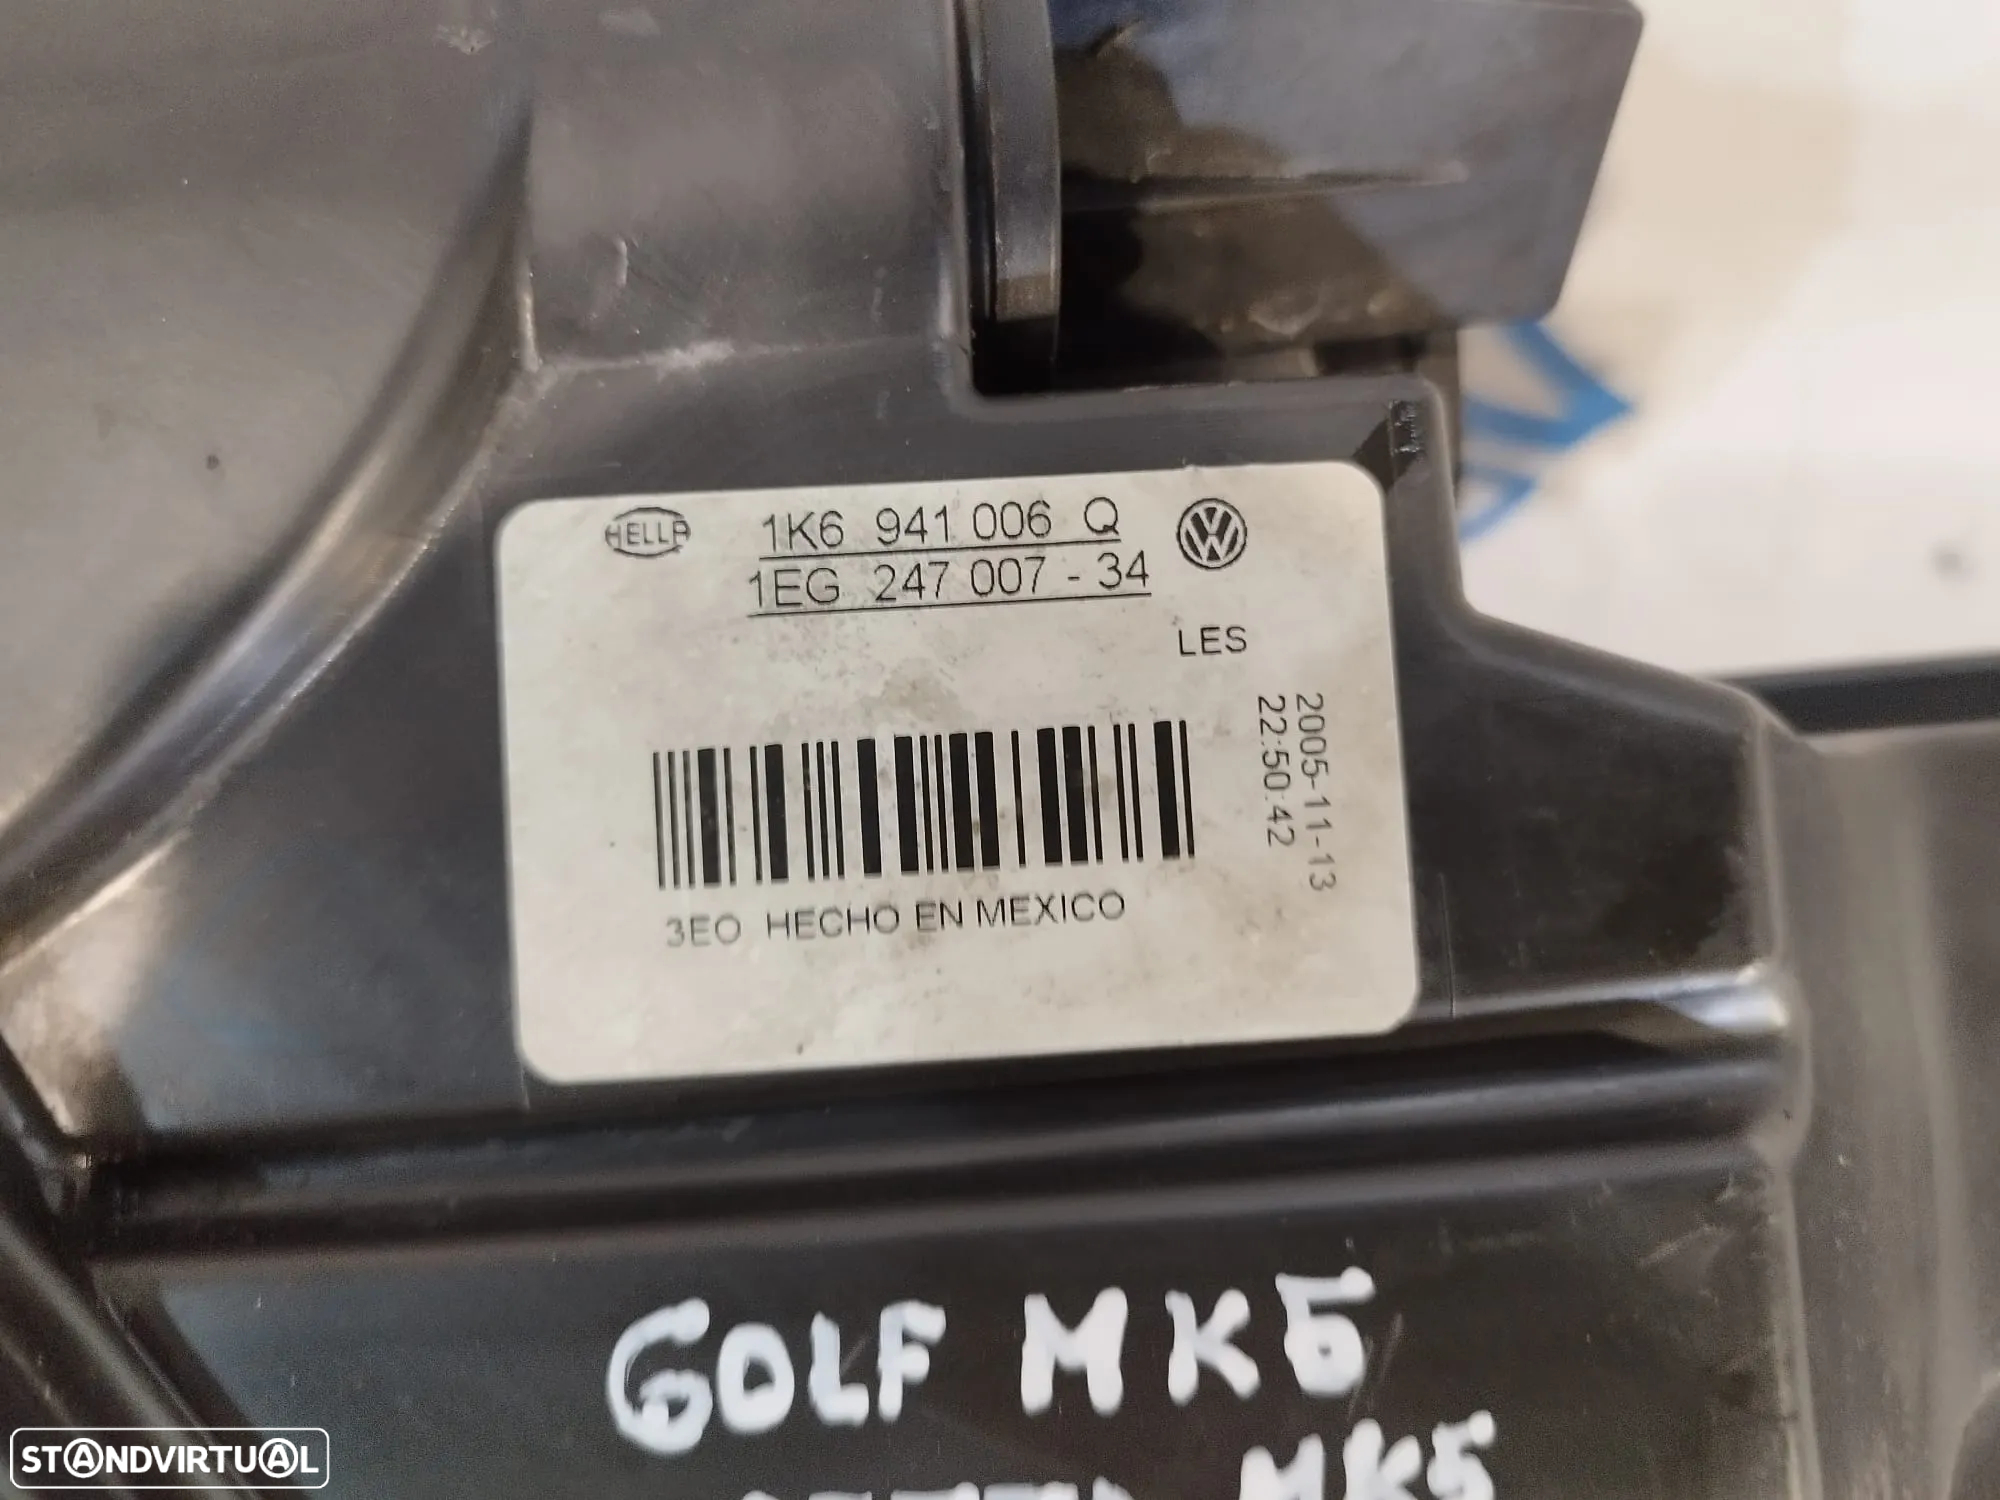 HELLA 1K6 941 006 Q
1EG 247 007 - 34
LES
2005-11-13
22:50:42
3EO HECHO EN MEXICO
GOLF MK5
MK5
STANDVIRTUAL